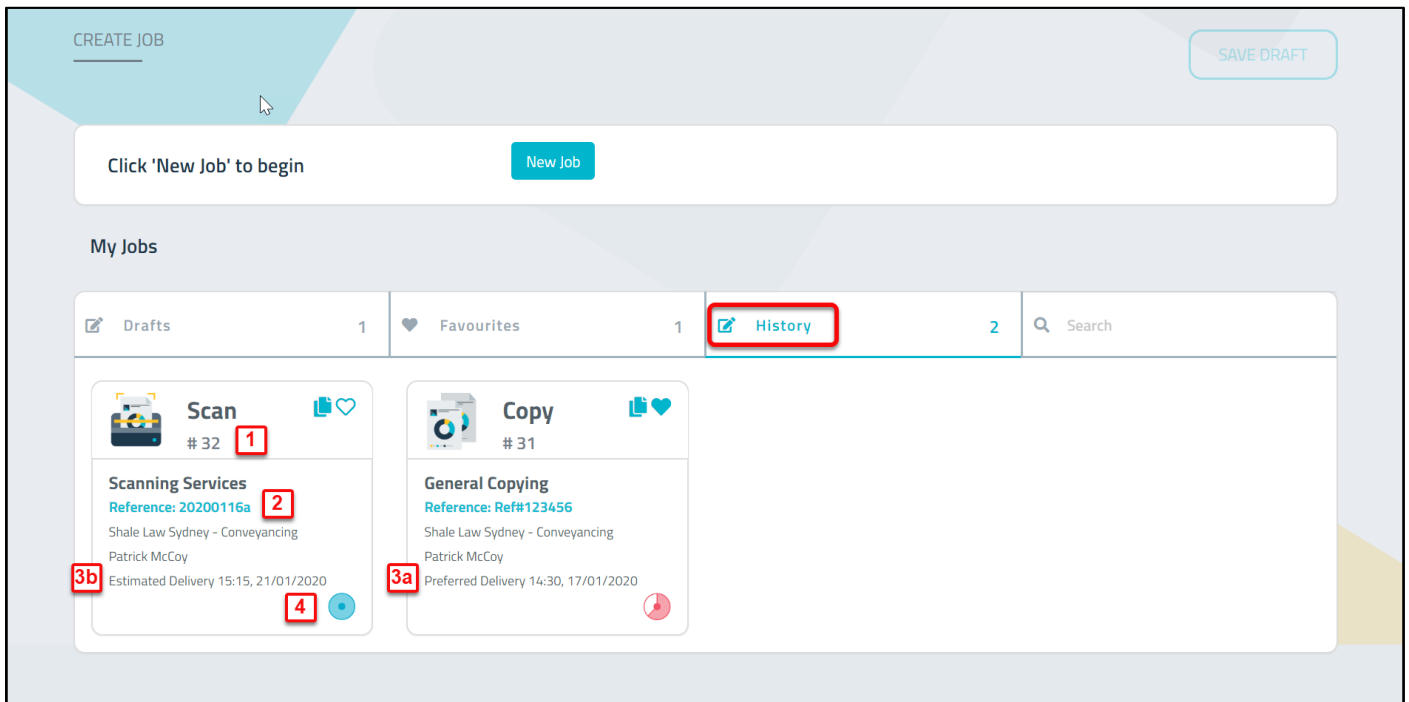 CREATE JOB
SAVE DRAFT
Click 'New Job' to begin
New Job
My Jobs
Drafts 1
Favourites 1
History 2
Search
Scan
# 32
1
Scanning Services
Reference: 20200116a
2
Shale Law Sydney - Conveyancing
Patrick McCoy
3b
Estimated Delivery 15:15, 21/01/2020
4
Copy
# 31
General Copying
Reference: Ref#123456
Shale Law Sydney - Conveyancing
Patrick McCoy
3a
Preferred Delivery 14:30, 17/01/2020